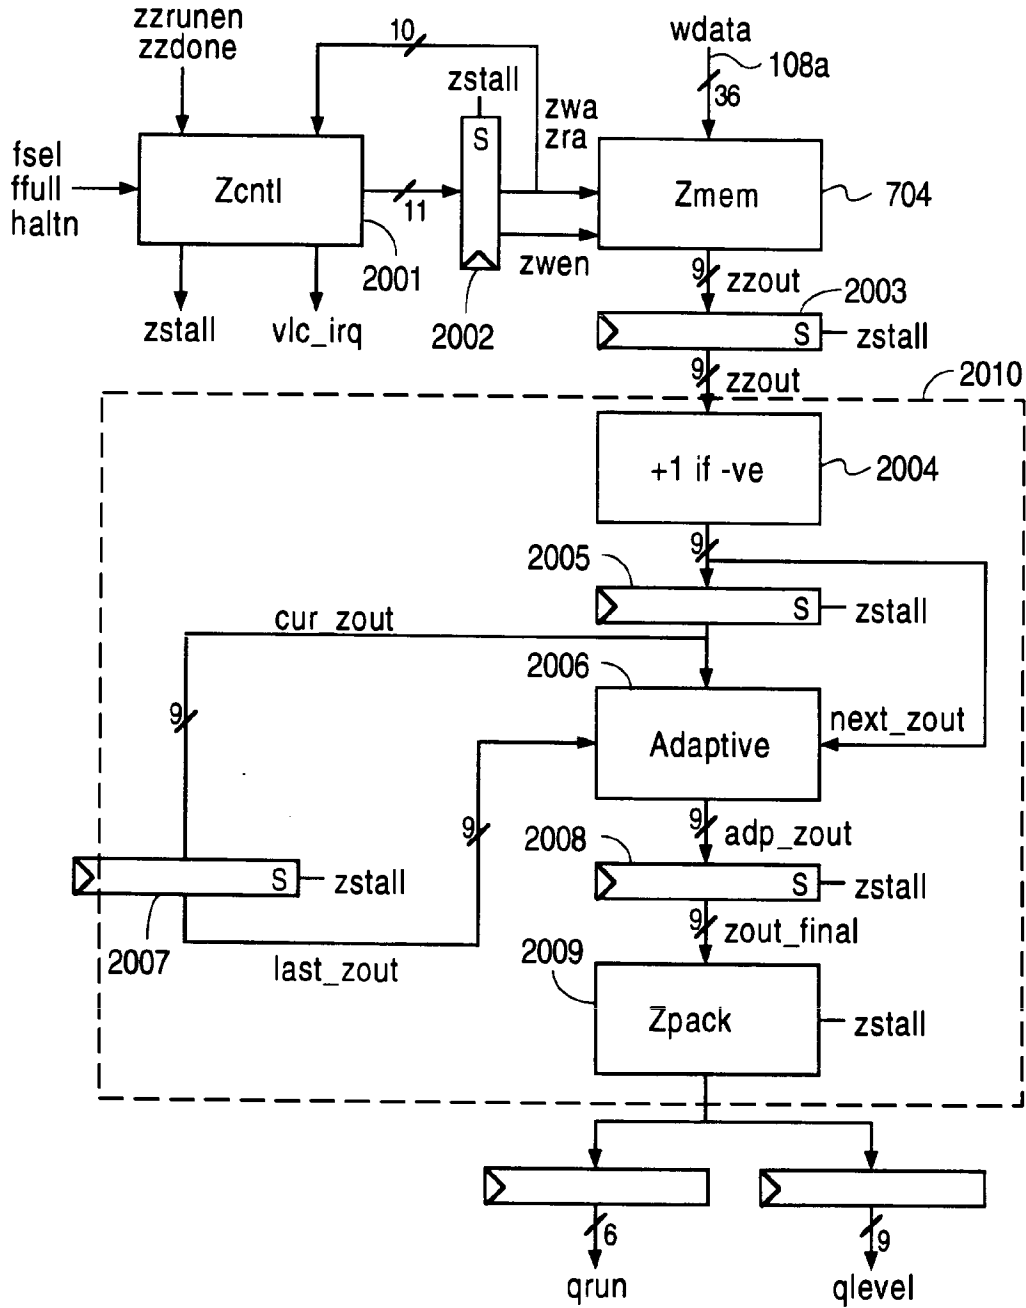 zzrunen
zzdone
10
wdata
108a
36
zstall
zwa
zra
S
fsel
ffull
haltn
Zcntl
11
Zmem
704
2001
zwen
9
zzout
2003
zstall
vlc_irq
2002
S
zstall
9
zzout
2010
+1 if -ve
2004
9
2005
S
zstall
cur_zout
2006
9
next_zout
Adaptive
9
9
adp_zout
2008
S
zstall
S
zstall
9
zout_final
2007
last_zout
2009
Zpack
zstall
6
9
qrun
qlevel